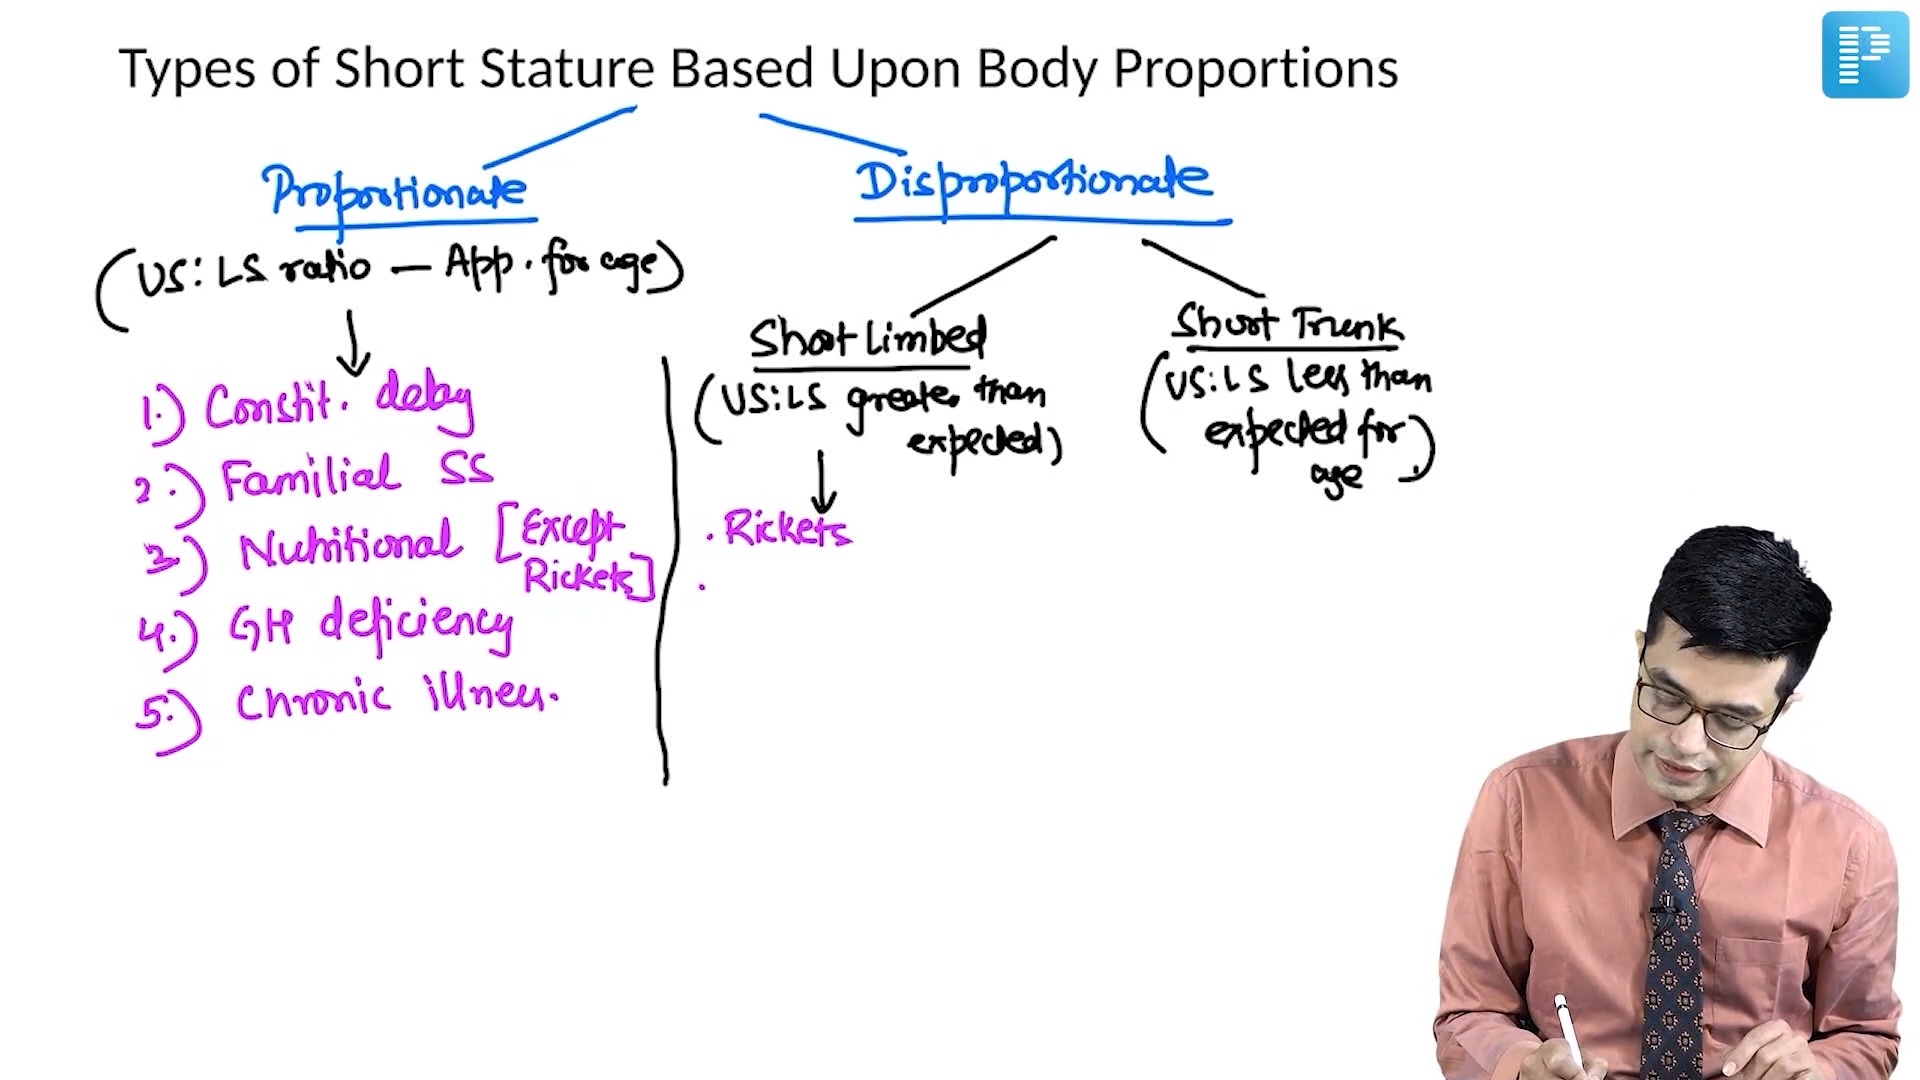 Types of Short Stature Based Upon Body Proportions
Proportionate
(US:LS ratio — App. for age)
1.) Constit. delay
2.) Familial SS
3.) Nutritional [Except
Rickets]
4.) GH deficiency
5.) Chronic illness.
Disproportionate
Short Limbed
(US:LS greater than
expected)
. Rickets
.
Short Trunk
(US:LS less than
expected for
age.)